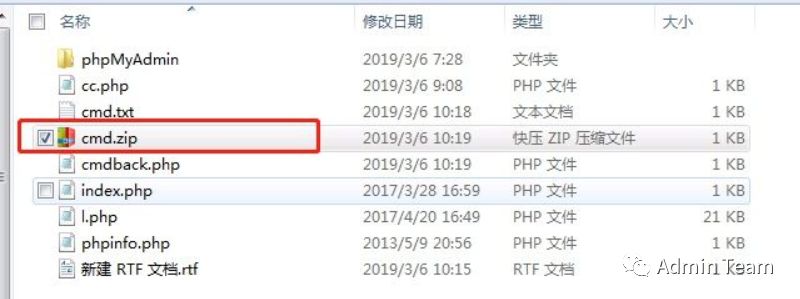 名称 修改日期 类型 大小
phpMyAdmin 2019/3/6 7:28 文件夹
cc.php 2019/3/6 9:08 PHP 文件 1 KB
cmd.txt 2019/3/6 10:18 文本文档 1 KB
cmd.zip 2019/3/6 10:19 快压 ZIP 压缩文件 1 KB
cmdback.php 2019/3/6 10:19 PHP 文件 1 KB
index.php 2017/3/28 16:59 PHP 文件 1 KB
l.php 2017/4/20 16:49 PHP 文件 21 KB
phpinfo.php 2013/5/9 20:56 PHP 文件 1 KB
新建 RTF 文档.rtf 2019/3/6 10:15 RTF 文档 1 KB
Admin Team